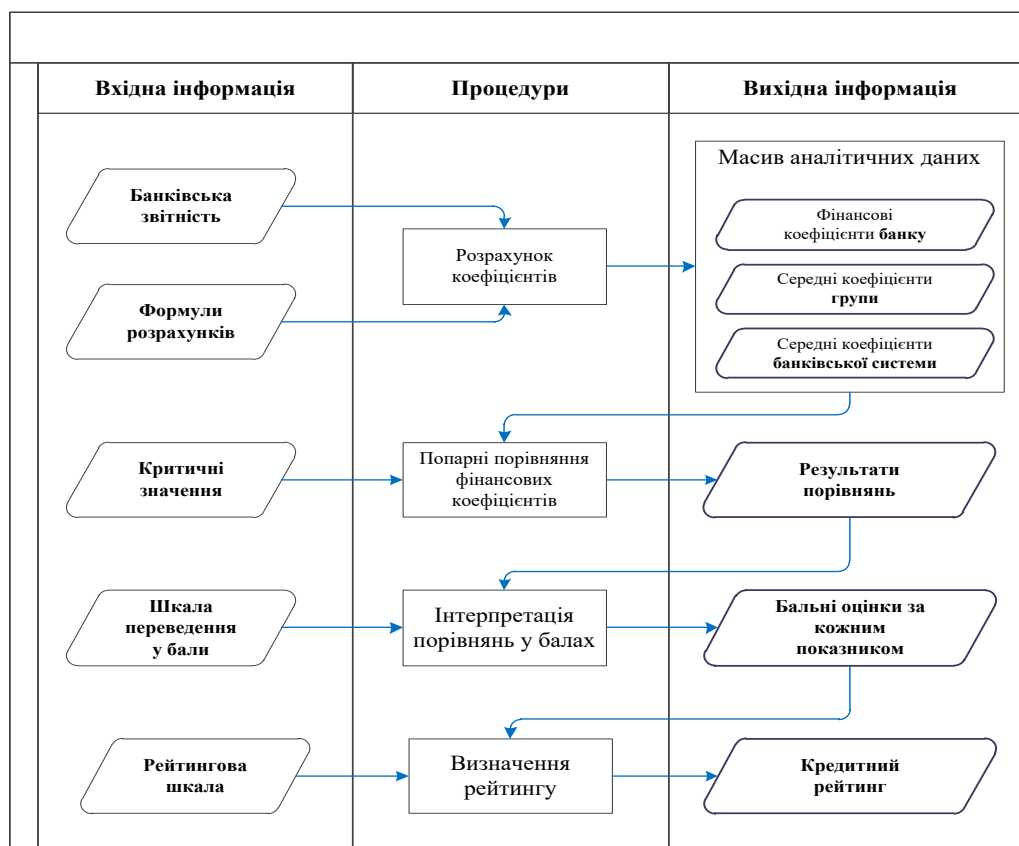 Вхідна інформація
Процедури
Вихідна інформація
Банківська
звітність
Формули
розрахунків
Розрахунок
коефіцієнтів
Масив аналітичних даних
Фінансові
коефіцієнти банку
Середні коефіцієнти
групи
Середні коефіцієнти
банківської системи
Критичні
значення
Попарні порівняння
фінансових
коефіцієнтів
Результати
порівнянь
Шкала
переведення
у бали
Інтерпретація
порівнянь у балах
Бальні оцінки за
кожним
показником
Рейтингова
шкала
Визначення
рейтингу
Кредитний
рейтинг